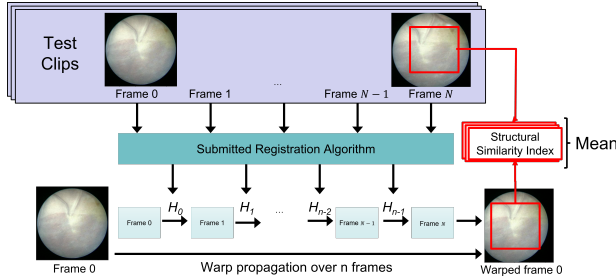 Test
Clips
Frame 0
Frame 1
...
Frame N − 1
Frame N
Submitted Registration Algorithm
Structural
Similarity Index
Mean
H0
H1
...
Hn-2
Hn-1
Frame 0
Frame 1
Frame N − 1
Frame N
Frame 0
Warp propagation over n frames
Warped frame 0